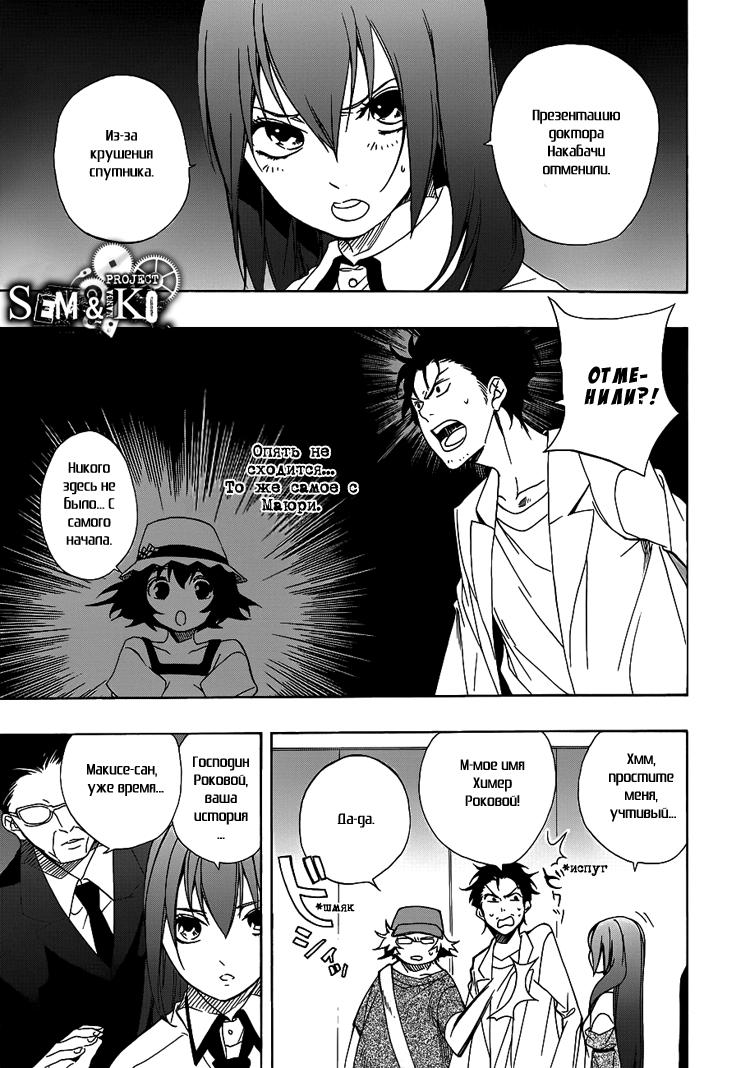 Презентацию
доктора
Накабачи
отменили.
Из-за
крушения
спутника.
PROJECT
SEM & KO
ОТМЕ-
НИЛИ?!
Опять не
сходится...
То же самое с
Маюри.
Никого
здесь не
было... С
самого
начала.
Хмм,
простите
меня,
учтивый...
М-мое имя
Химер
Роковой!
*испуг
Да-да.
*шмяк
Господин
Роковой,
ваша
история
...
Макисе-сан,
уже время...